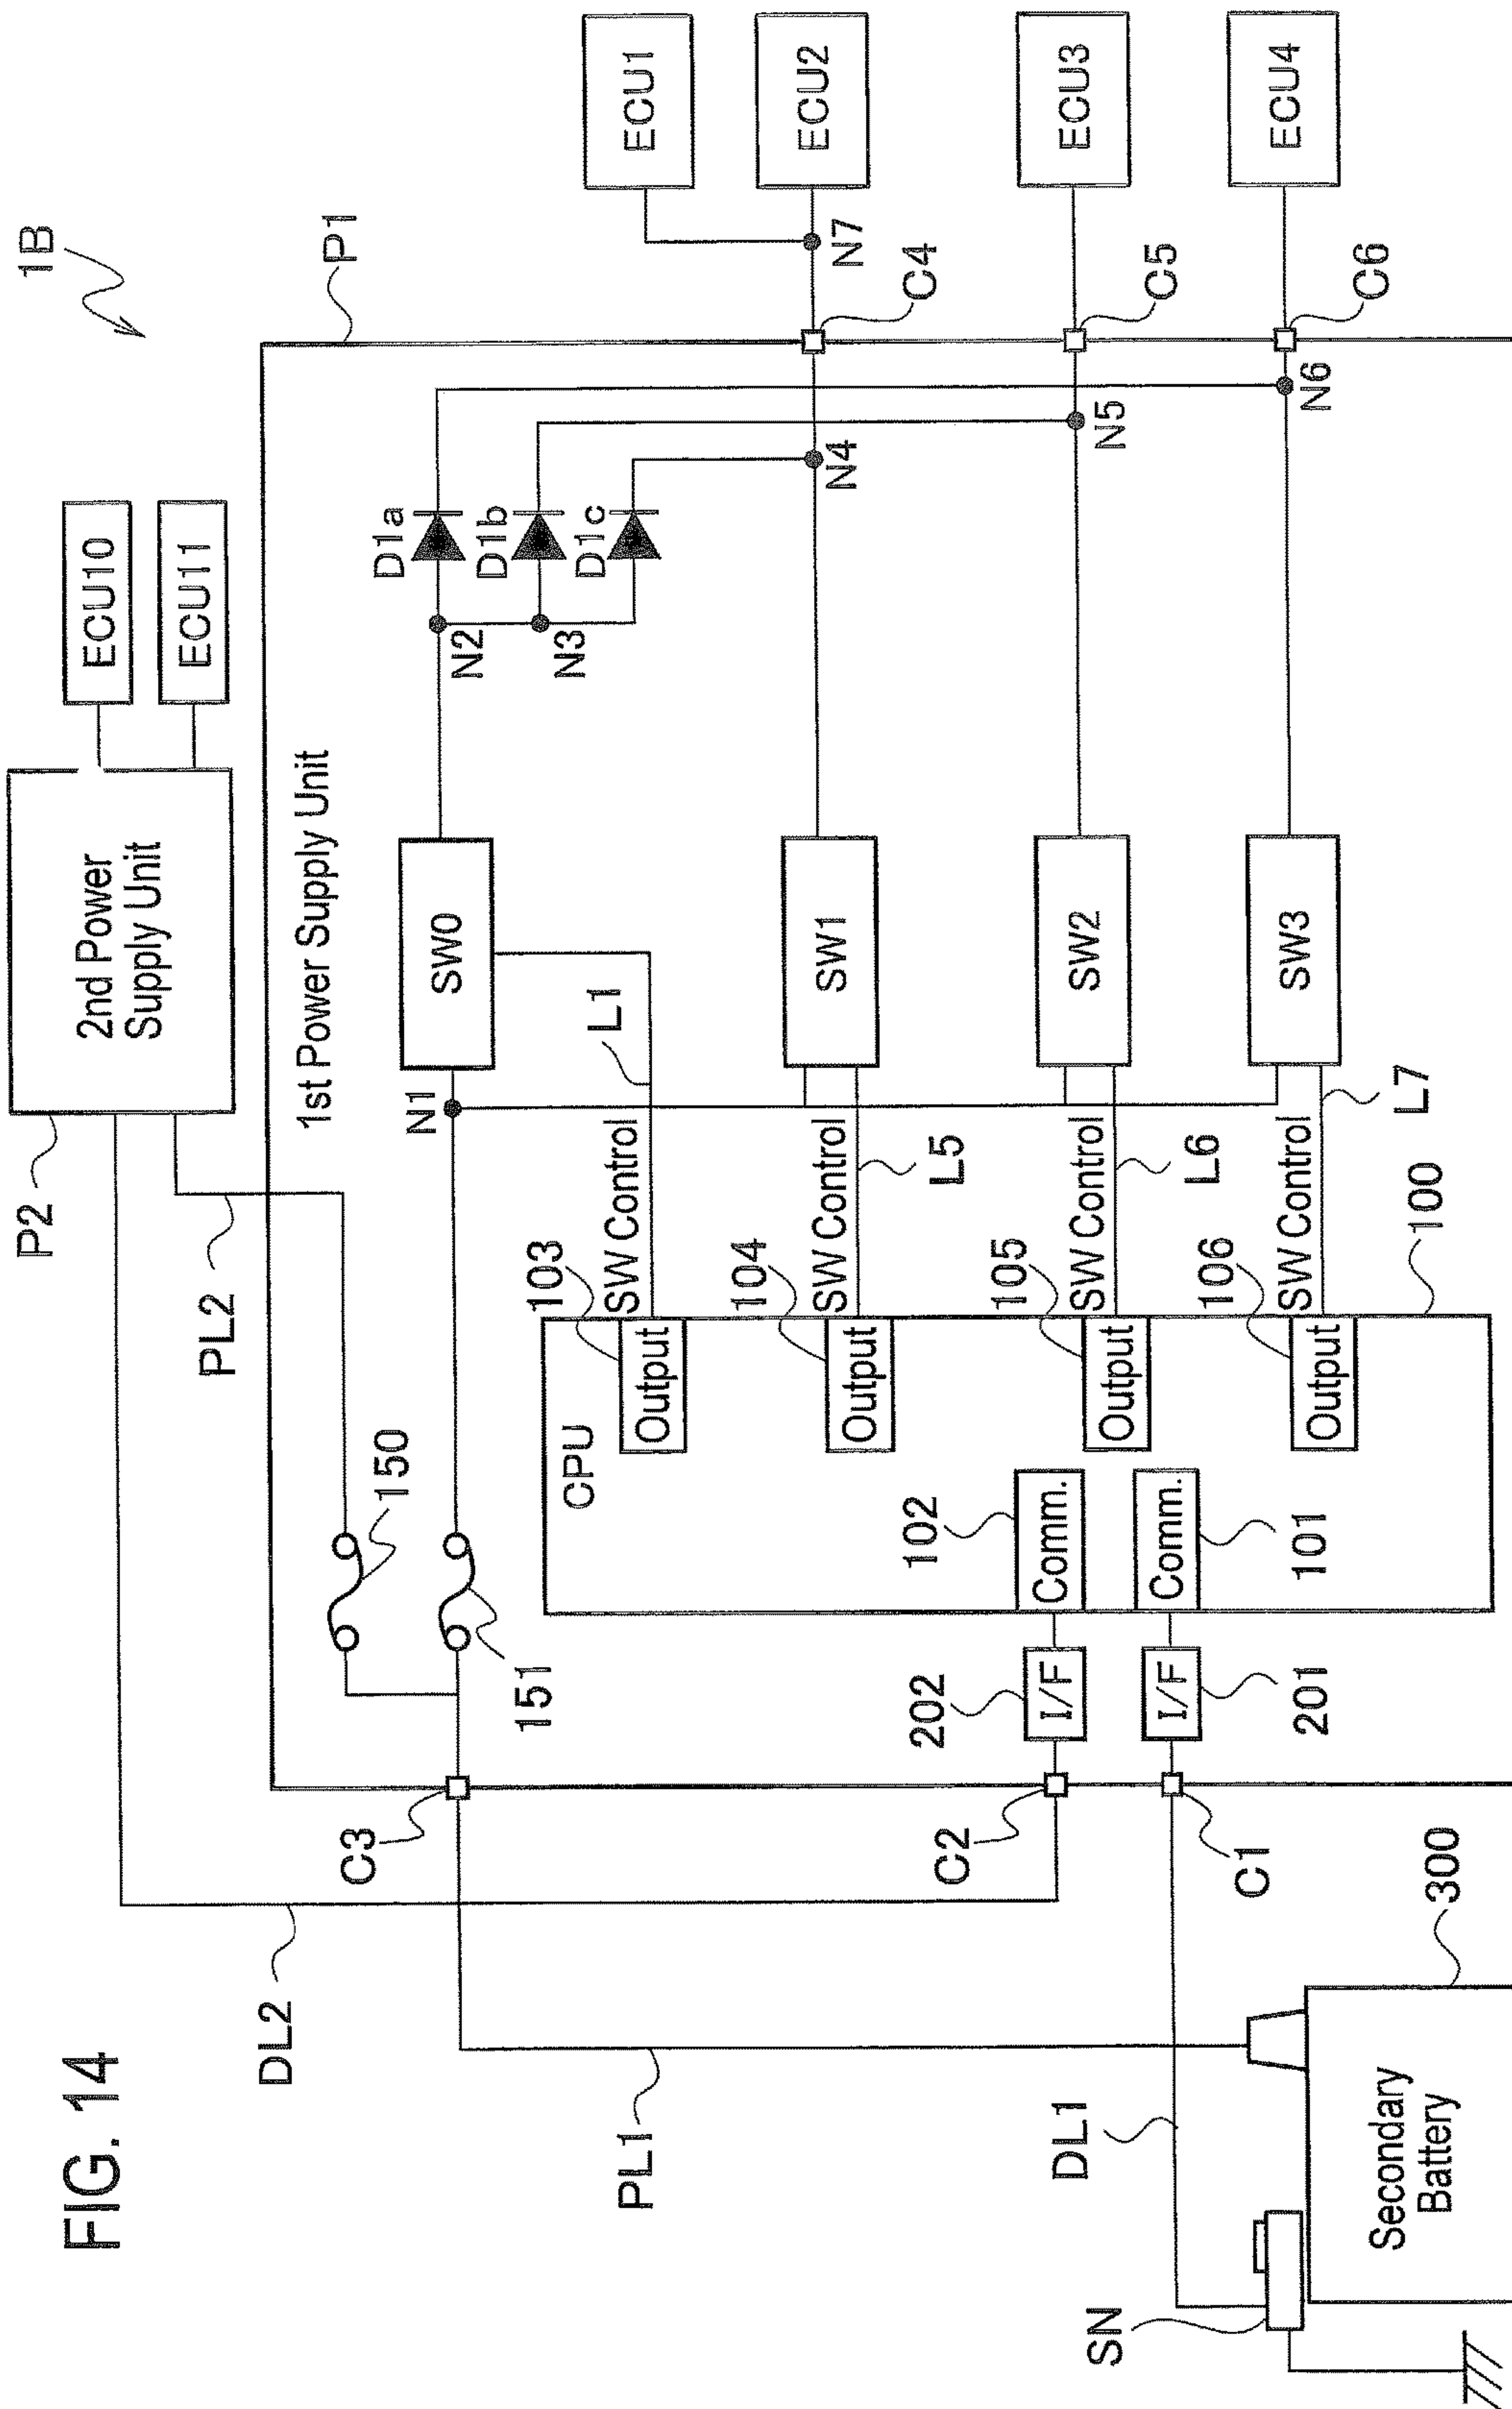 FIG. 14
1B
P2
2nd Power
Supply Unit
ECU10
ECU11
DL2
PL2
P1
1st Power Supply Unit
C3
150
151
N1
SW0
N2
N3
D1a
D1b
D1c
L1
PL1
CPU
103
Output
SW Control
104
Output
SW Control
L5
SW1
N4
C4
N7
ECU1
ECU2
C2
202
I/F
102
Comm.
105
Output
SW Control
L6
SW2
N5
C5
ECU3
DL1
C1
201
I/F
101
Comm.
106
Output
SW Control
L7
SW3
N6
C6
ECU4
100
SN
300
Secondary
Battery